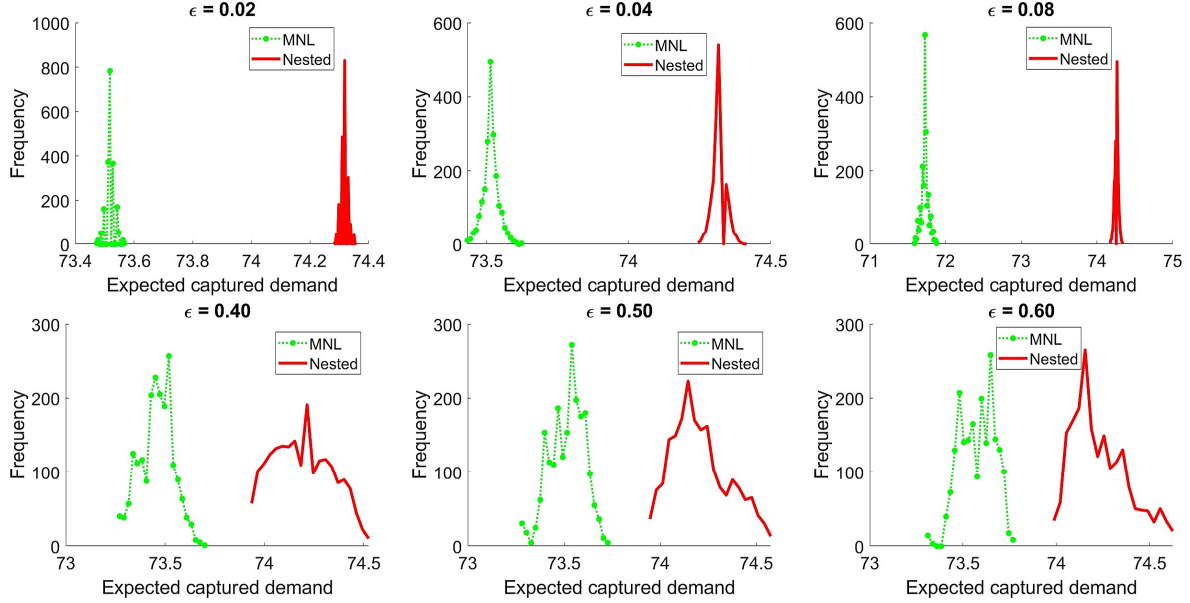 ϵ = 0.02
1000
800
600
400
200
0
Frequency
MNL
Nested
73.4 73.6 73.8 74 74.2 74.4
Expected captured demand
ϵ = 0.04
600
400
200
0
Frequency
MNL
Nested
73.5 74 74.5
Expected captured demand
ϵ = 0.08
600
400
200
0
Frequency
MNL
Nested
71 72 73 74 75
Expected captured demand
ϵ = 0.40
300
200
100
0
Frequency
MNL
Nested
73 73.5 74 74.5
Expected captured demand
ϵ = 0.50
300
200
100
0
Frequency
MNL
Nested
73 73.5 74 74.5
Expected captured demand
ϵ = 0.60
300
200
100
0
Frequency
MNL
Nested
73 73.5 74 74.5
Expected captured demand